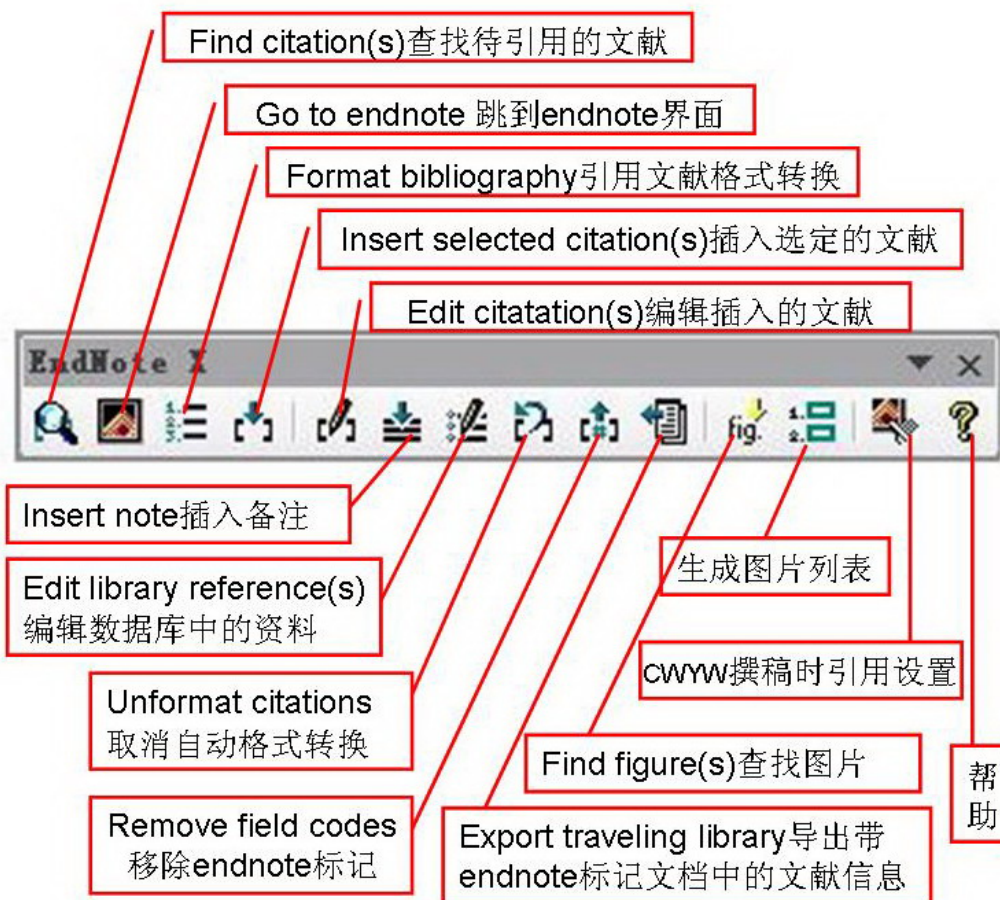 Find citation(s)查找待引用的文献
Go to endnote 跳到endnote界面
Format bibliography引用文献格式转换
Insert selected citation(s)插入选定的文献
Edit citatation(s)编辑插入的文献
EndNote X
1.
2.
3.
fig.
1.
2.
Insert note插入备注
生成图片列表
Edit library reference(s)
编辑数据库中的资料
CWYW撰稿时引用设置
Unformat citations
取消自动格式转换
Find figure(s)查找图片
帮
助
Remove field codes
移除endnote标记
Export traveling library导出带
endnote标记文档中的文献信息